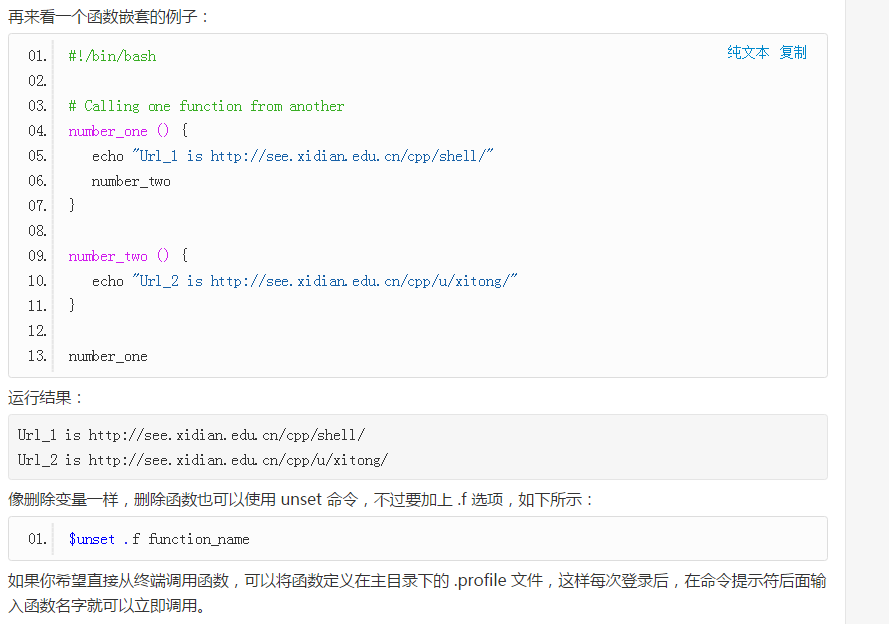 再来看一个函数嵌套的例子：
纯文本 复制
01. #!/bin/bash
02.
03. # Calling one function from another
04. number_one () {
05.    echo "Url_1 is http://see.xidian.edu.cn/cpp/shell/"
06.    number_two
07. }
08.
09. number_two () {
10.    echo "Url_2 is http://see.xidian.edu.cn/cpp/u/xitong/"
11. }
12.
13. number_one
运行结果：
Url_1 is http://see.xidian.edu.cn/cpp/shell/
Url_2 is http://see.xidian.edu.cn/cpp/u/xitong/
像删除变量一样，删除函数也可以使用 unset 命令，不过要加上 .f 选项，如下所示：
01. $unset .f function_name
如果你希望直接从终端调用函数，可以将函数定义在主目录下的 .profile 文件，这样每次登录后，在命令提示符后面输
入函数名字就可以立即调用。